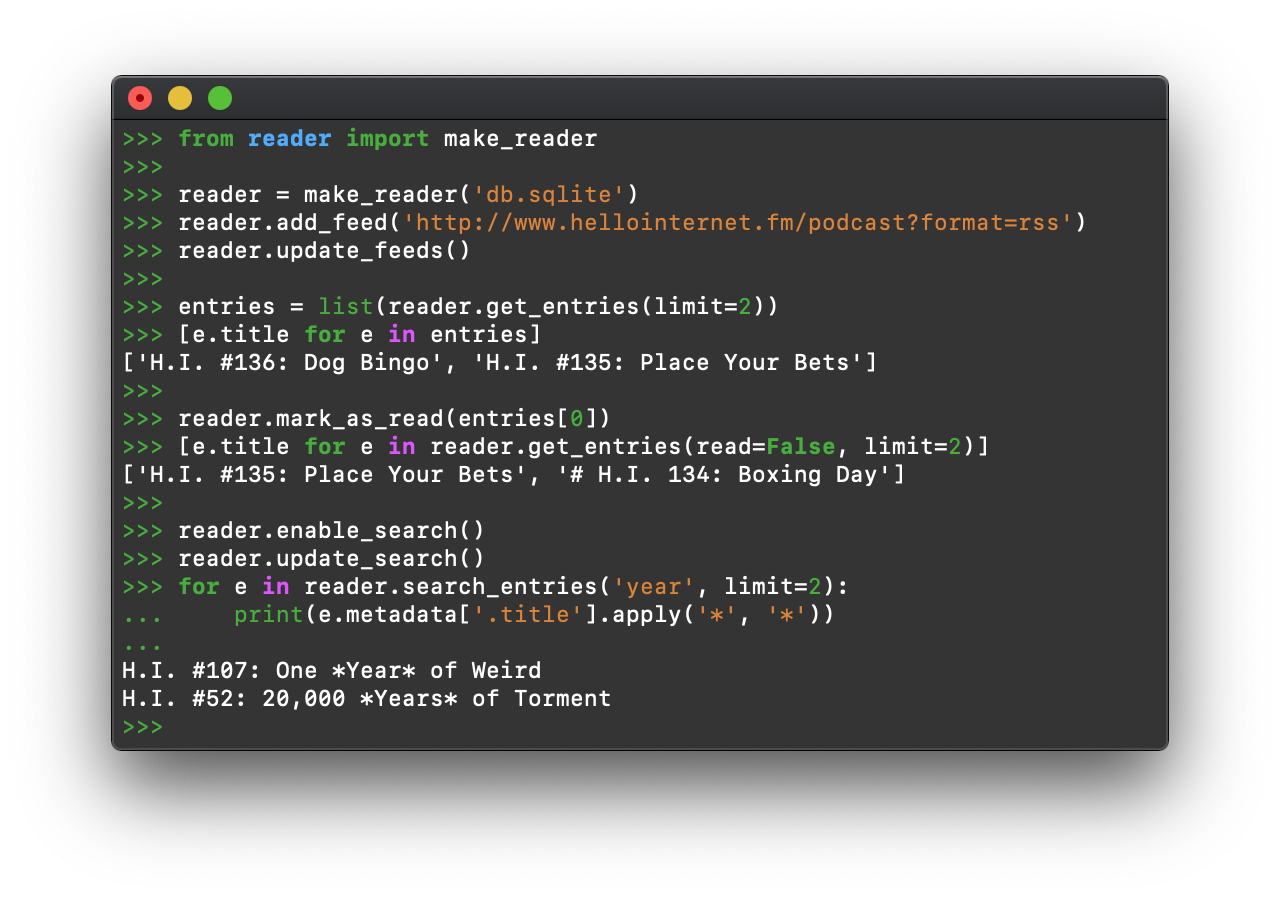 >>> from reader import make_reader
>>>
>>> reader = make_reader('db.sqlite')
>>> reader.add_feed('http://www.hellointernet.fm/podcast?format=rss')
>>> reader.update_feeds()
>>>
>>> entries = list(reader.get_entries(limit=2))
>>> [e.title for e in entries]
['H.I. #136: Dog Bingo', 'H.I. #135: Place Your Bets']
>>>
>>> reader.mark_as_read(entries[0])
>>> [e.title for e in reader.get_entries(read=False, limit=2)]
['H.I. #135: Place Your Bets', '# H.I. 134: Boxing Day']
>>>
>>> reader.enable_search()
>>> reader.update_search()
>>> for e in reader.search_entries('year', limit=2):
...     print(e.metadata['.title'].apply('*', '*'))
...
H.I. #107: One *Year* of Weird
H.I. #52: 20,000 *Years* of Torment
>>>